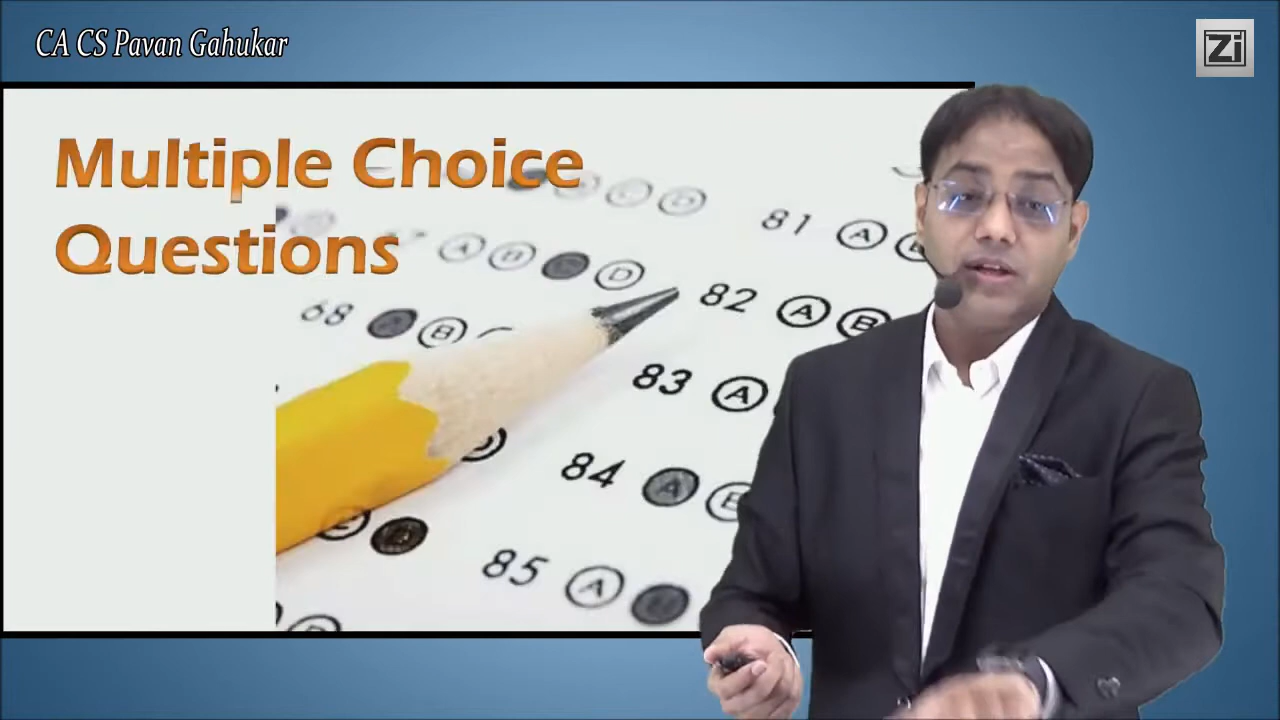 CA CS Pavan Gahukar
Zi
Multiple Choice
Questions
C D
81 A
A B D
82 A B
68 A B
83 A
84 A
85 A